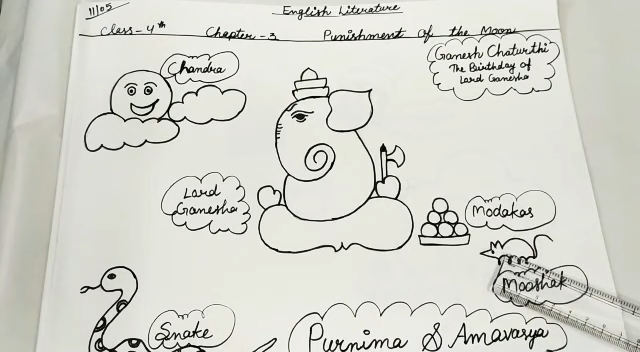 11/05
English Literature
Class-4th Chapter-3 Punishment of the Moon
Ganesh Chaturthi
The Birthday of
Lord Ganesha
Chandra
Lord
Ganesha
Modakas
Mooshak
Snake
Purnima & Amavasya